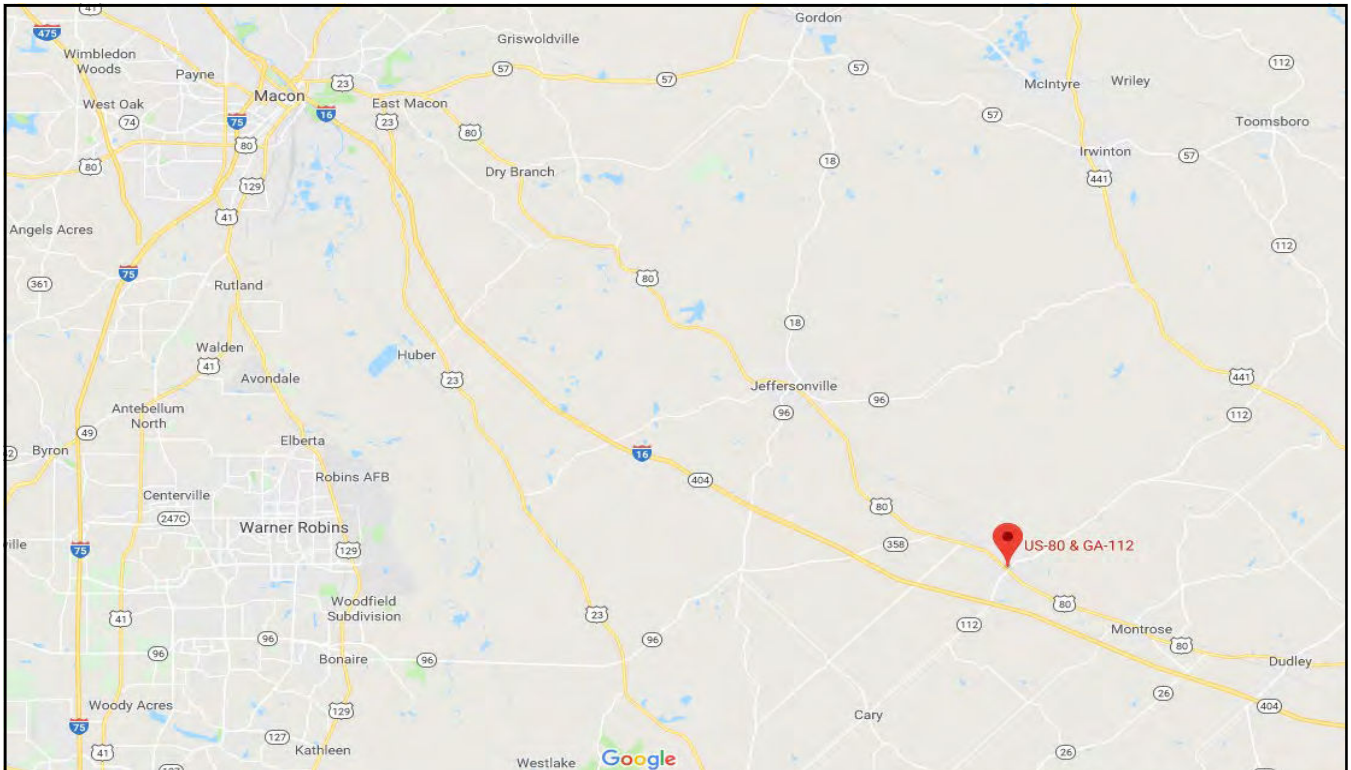 41
Gordon
475
Griswoldville
Wimbledon
Woods
112
Payne
57
57
57
23
McIntyre
Wriley
Macon
East Macon
West Oak
16
74
75
23
57
Toomsboro
80
80
Irwinton
57
80
18
Dry Branch
441
129
41
Angels Acres
112
75
80
361
Rutland
18
Walden
Huber
41
Avondale
23
441
Jeffersonville
96
Antebellum
North
96
112
49
Elberta
Byron
16
Robins AFB
404
Centerville
80
247C
Warner Robins
ville
358
US-80 & GA-112
75
129
Woodfield
Subdivision
80
23
41
112
Montrose
96
96
80
96
Bonaire
96
Dudley
26
Woody Acres
404
129
Cary
75
127
Kathleen
41
26
Westlake
Google